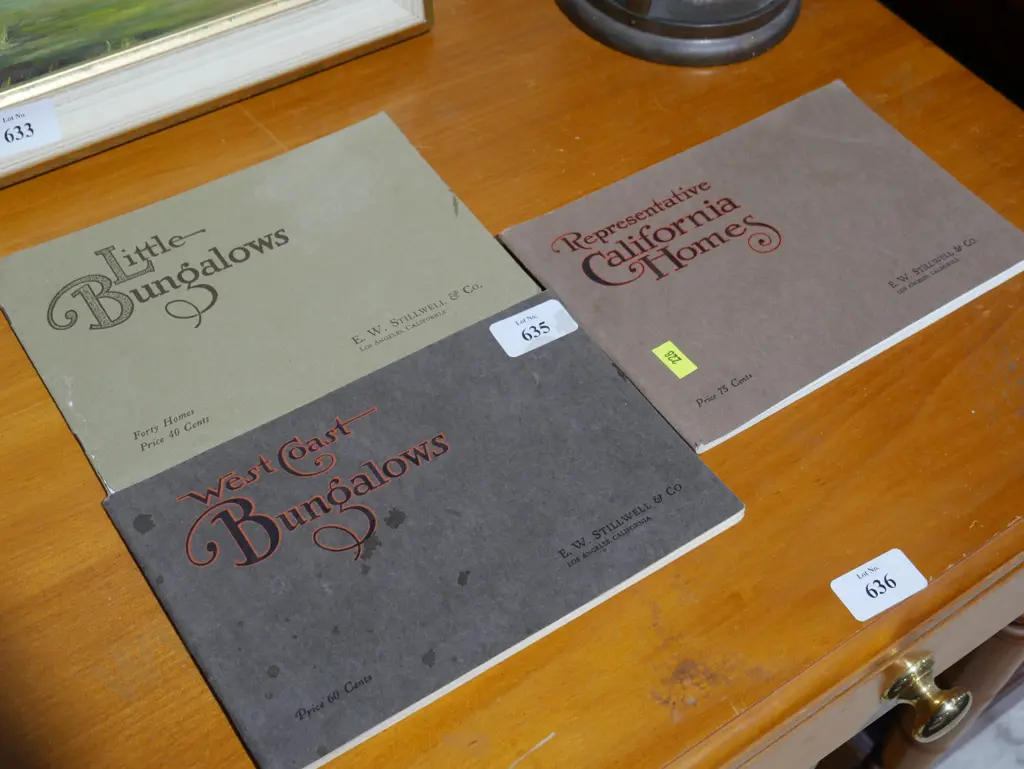 Lot No.
633
Little
Bungalows
E. W. Stillwell & Co.
Los Angeles, California
Forty Homes
Price 40 Cents
Representative
California
Homes
E. W. Stillwell & Co.
Los Angeles, California
Price 75 Cents
Lot No.
635
West Coast
Bungalows
E. W. Stillwell & Co
Los Angeles, California
Price 60 Cents
Lot No.
636